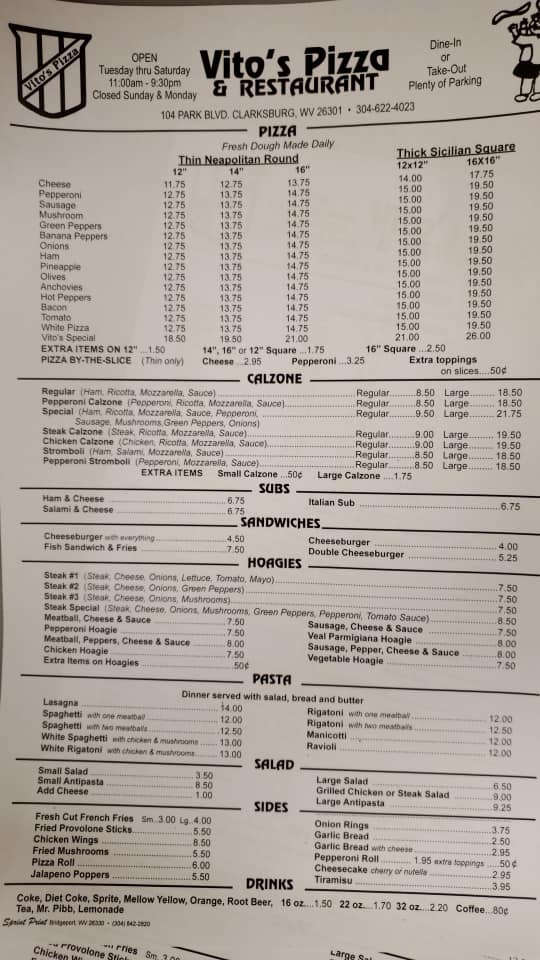 Vito's Pizza
OPEN
Tuesday thru Saturday
11:00am - 9:30pm
Closed Sunday & Monday
Vito's Pizza
& RESTAURANT
Dine-In
or
Take-Out
Plenty of Parking
104 PARK BLVD. CLARKSBURG, WV 26301 • 304-622-4023
PIZZA
Fresh Dough Made Daily
Thin Neapolitan Round Thick Sicilian Square
12" 14" 16" 12x12" 16X16"
Cheese 11.75 12.75 13.75 14.00 17.75
Pepperoni 12.75 13.75 14.75 15.00 19.50
Sausage 12.75 13.75 14.75 15.00 19.50
Mushroom 12.75 13.75 14.75 15.00 19.50
Green Peppers 12.75 13.75 14.75 15.00 19.50
Banana Peppers 12.75 13.75 14.75 15.00 19.50
Onions 12.75 13.75 14.75 15.00 19.50
Ham 12.75 13.75 14.75 15.00 19.50
Pineapple 12.75 13.75 14.75 15.00 19.50
Olives 12.75 13.75 14.75 15.00 19.50
Anchovies 12.75 13.75 14.75 15.00 19.50
Hot Peppers 12.75 13.75 14.75 15.00 19.50
Bacon 12.75 13.75 14.75 15.00 19.50
Tomato 12.75 13.75 14.75 15.00 19.50
White Pizza 12.75 13.75 14.75 15.00 19.50
Vito's Special 18.50 19.50 21.00 21.00 26.00
EXTRA ITEMS ON 12" ...1.50 14", 16" or 12" Square ...1.75 16" Square ...2.50
PIZZA BY-THE-SLICE (Thin only) Cheese ...2.95 Pepperoni ...3.25 Extra toppings
on slices....50¢
CALZONE
Regular (Ham, Ricotta, Mozzarella, Sauce) Regular 8.50 Large 18.50
Pepperoni Calzone (Pepperoni, Ricotta, Mozzarella, Sauce) Regular 8.50 Large 18.50
Special (Ham, Ricotta, Mozzarella, Sauce, Pepperoni, Regular 9.50 Large 21.75
Sausage, Mushrooms,Green Peppers, Onions)
Steak Calzone (Steak, Ricotta, Mozzarella, Sauce) Regular 9.00 Large 19.50
Chicken Calzone (Chicken, Ricotta, Mozzarella, Sauce) Regular 9.00 Large 19.50
Stromboli (Ham, Salami, Mozzarella, Sauce) Regular 8.50 Large 18.50
Pepperoni Stromboli (Pepperoni, Mozzarella, Sauce) Regular 8.50 Large 18.50
EXTRA ITEMS Small Calzone ...50¢ Large Calzone ....1.75
SUBS
Ham & Cheese 6.75 Italian Sub 6.75
Salami & Cheese 6.75
SANDWICHES
Cheeseburger with everything 4.50 Cheeseburger 4.00
Fish Sandwich & Fries 7.50 Double Cheeseburger 5.25
HOAGIES
Steak #1 (Steak, Cheese, Onions, Lettuce, Tomato, Mayo) 7.50
Steak #2 (Steak, Cheese, Onions, Green Peppers) 7.50
Steak #3 (Steak, Cheese, Onions, Mushrooms) 7.50
Steak Special (Steak, Cheese, Onions, Mushrooms, Green Peppers, Pepperoni, Tomato Sauce) 8.50
Meatball, Cheese & Sauce 7.50 Sausage, Cheese & Sauce 7.50
Pepperoni Hoagie 7.50 Veal Parmigiana Hoagie 8.00
Meatball, Peppers, Cheese & Sauce 8.00 Sausage, Pepper, Cheese & Sauce 8.00
Chicken Hoagie 7.50 Vegetable Hoagie 7.50
Extra Items on Hoagies .50¢
PASTA
Dinner served with salad, bread and butter
Lasagna 14.00 Rigatoni with one meatball 12.00
Spaghetti with one meatball 12.00 Rigatoni with two meatballs 12.50
Spaghetti with two meatballs 12.50 Manicotti 12.00
White Spaghetti with chicken & mushrooms 13.00 Ravioli 12.00
White Rigatoni with chicken & mushrooms 13.00
SALAD
Small Salad 3.50 Large Salad 6.50
Small Antipasta 8.50 Grilled Chicken or Steak Salad 9.00
Add Cheese 1.00 Large Antipasta 9.25
SIDES
Fresh Cut French Fries Sm..3.00 Lg..4.00 Onion Rings 3.75
Fried Provolone Sticks 5.50 Garlic Bread 2.50
Chicken Wings 8.50 Garlic Bread with cheese 2.95
Fried Mushrooms 5.50 Pepperoni Roll 1.95 extra toppings ....50 ¢
Pizza Roll 6.00 Cheesecake cherry or nutella 2.95
Jalapeno Poppers 5.50 Tiramisu 3.95
DRINKS
Coke, Diet Coke, Sprite, Mellow Yellow, Orange, Root Beer, 16 oz....1.50 22 oz....1.70 32 oz...2.20 Coffee...80¢
Tea, Mr. Pibb, Lemonade
Sprint Print Bridgeport, WV 26330 • (304) 842-2820
Provolone Stick
Chicken Fries Sm. 3.00
Large